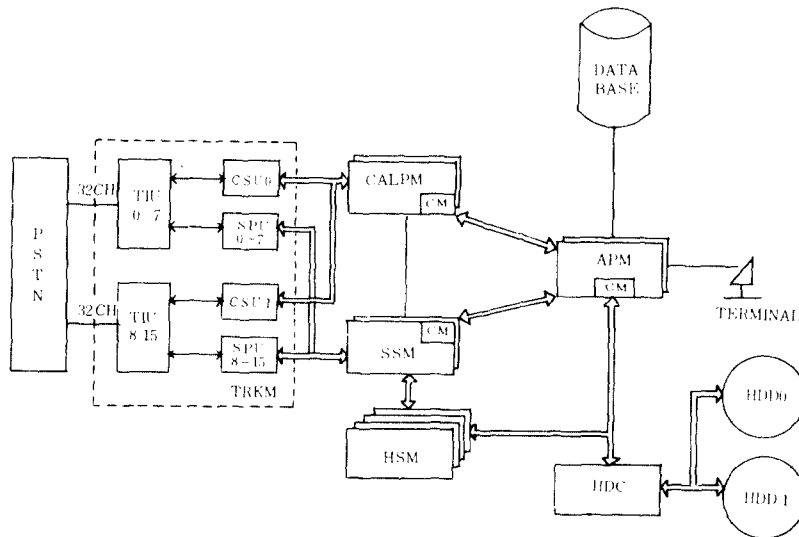 DATA
BASE
PSTN
32CH
TIU
0 7
CSU0
SPU
0~7
CALPM
CM
APM
CM
TERMINAL
32CH
TIU
8-15
CSU1
SPU
8-15
TRKM
CM
SSM
HSM
HDC
HDD0
HDD1